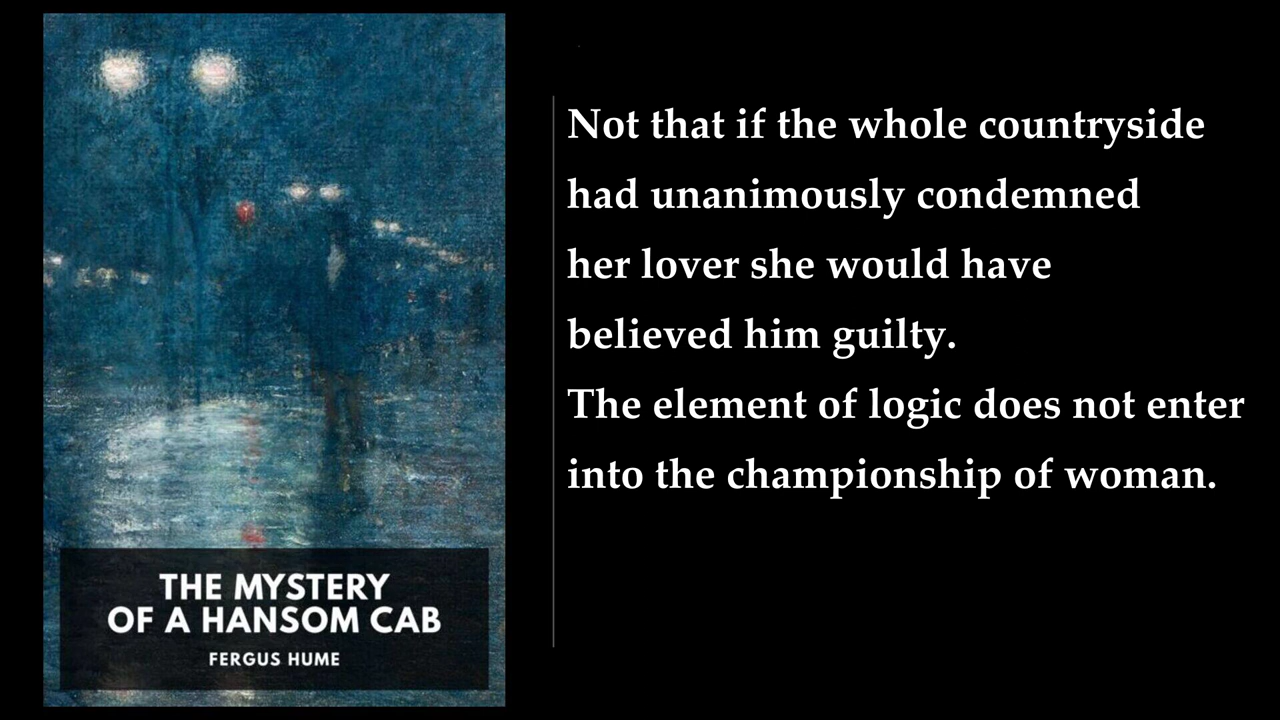 Not that if the whole countryside
had unanimously condemned
her lover she would have
believed him guilty.
The element of logic does not enter
into the championship of woman.
THE MYSTERY
OF A HANSOM CAB
FERGUS HUME